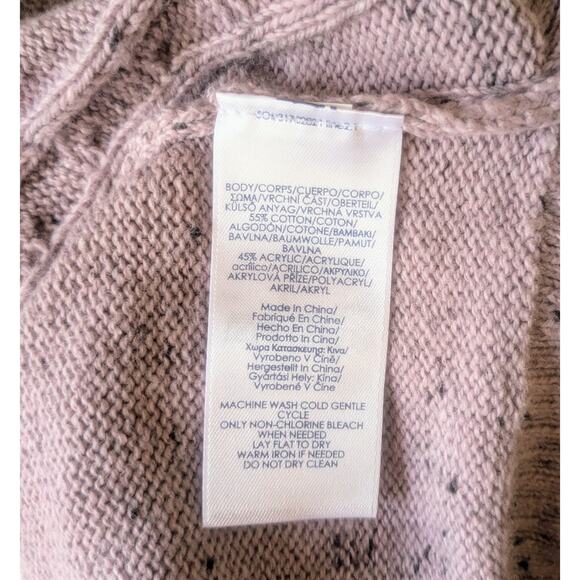 BODY/CORPS/CUERPO/CORPO/
ΣΩΜΑ/VRCHNÍ ČÁST/OBERTEIL/
KÜLSŐ ANYAG/VRCHNÁ VRSTVA
55% COTTON/COTON/
ALGODÓN/COTONE/ΒΑΜΒΑΚΙ/
BAVLNA/BAUMWOLLE/PAMUT/
BAVLNA
45% ACRYLIC/ACRYLIQUE/
acrílico/ACRILICO/ΑΚΡΥΛΙΚΟ/
AKRYLOVÁ PŘÍZE/POLYACRYL/
AKRIL/AKRYL
Made In China/
Fabriqué En Chine/
Hecho En China/
Prodotto In Cina/
Χωρα Κατασκευης: Κινα/
Vyrobeno V Číně/
Hergestellt In China/
Gyártási Hely: Kína/
Vyrobené V Číne
MACHINE WASH COLD GENTLE
CYCLE
ONLY NON-CHLORINE BLEACH
WHEN NEEDED
LAY FLAT TO DRY
WARM IRON IF NEEDED
DO NOT DRY CLEAN